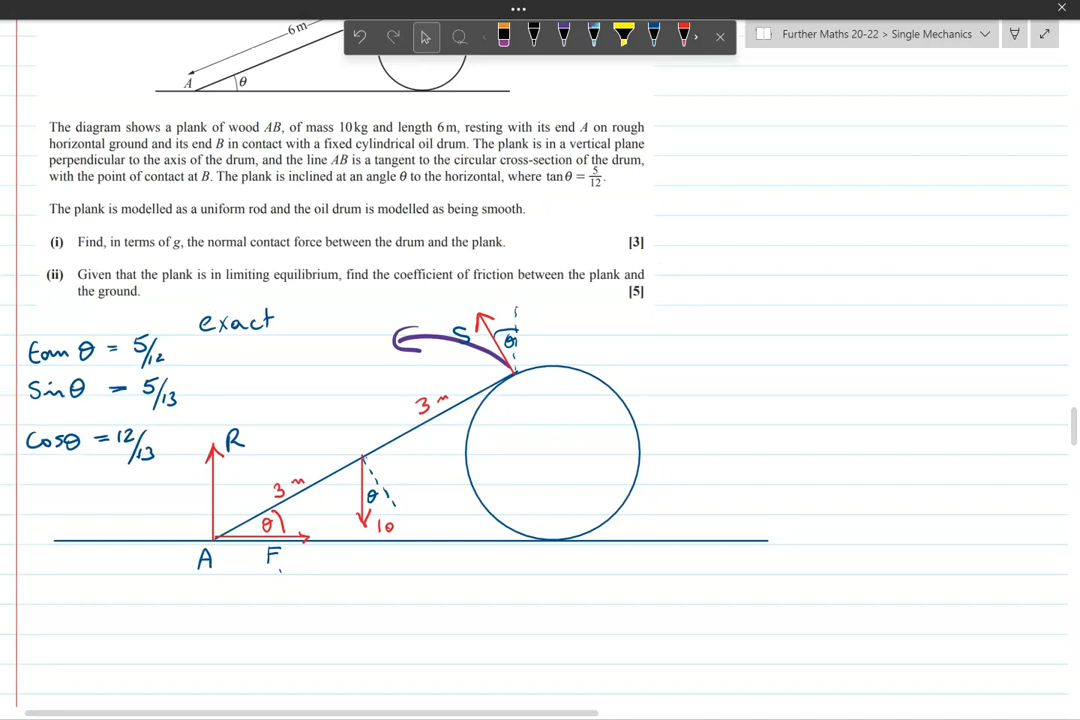 ...
Further Maths 20-22 > Single Mechanics
6 m
A
θ
The diagram shows a plank of wood AB, of mass 10 kg and length 6 m, resting with its end A on rough
horizontal ground and its end B in contact with a fixed cylindrical oil drum. The plank is in a vertical plane
perpendicular to the axis of the drum, and the line AB is a tangent to the circular cross-section of the drum,
with the point of contact at B. The plank is inclined at an angle θ to the horizontal, where tan θ = 5/12.
The plank is modelled as a uniform rod and the oil drum is modelled as being smooth.
(i) Find, in terms of g, the normal contact force between the drum and the plank. [3]
(ii) Given that the plank is in limiting equilibrium, find the coefficient of friction between the plank and
the ground. [5]
exact
tan θ = 5/12
Sin θ = 5/13
cosθ = 12/13
S
θ
3 m
R
3 m
θ
θ
10
A
F